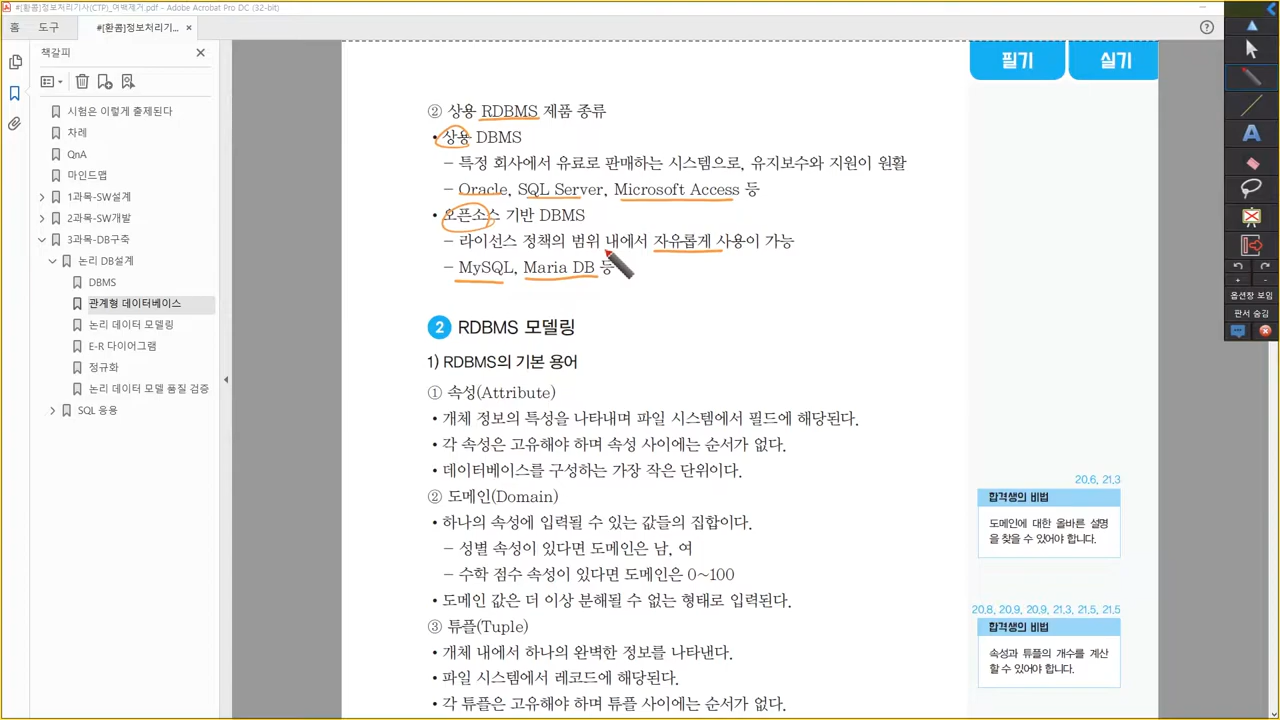 #[환콤]정보처리기사(CTP)_여백제거.pdf - Adobe Acrobat Pro DC (32-bit)
홈 도구 #[환콤]정보처리기... ×
책갈피
시험은 이렇게 출제된다
차례
QnA
마인드맵
1과목-SW설계
2과목-SW개발
3과목-DB구축
논리 DB설계
DBMS
관계형 데이터베이스
논리 데이터 모델링
E-R 다이어그램
정규화
논리 데이터 모델 품질 검증
SQL 응용
필기 실기
② 상용 RDBMS 제품 종류
• 상용 DBMS
- 특정 회사에서 유료로 판매하는 시스템으로, 유지보수와 지원이 원활
- Oracle, SQL Server, Microsoft Access 등
• 오픈소스 기반 DBMS
- 라이선스 정책의 범위 내에서 자유롭게 사용이 가능
- MySQL, Maria DB 등
2 RDBMS 모델링
1) RDBMS의 기본 용어
① 속성(Attribute)
• 개체 정보의 특성을 나타내며 파일 시스템에서 필드에 해당된다.
• 각 속성은 고유해야 하며 속성 사이에는 순서가 없다.
• 데이터베이스를 구성하는 가장 작은 단위이다.
② 도메인(Domain)
• 하나의 속성에 입력될 수 있는 값들의 집합이다.
- 성별 속성이 있다면 도메인은 남, 여
- 수학 점수 속성이 있다면 도메인은 0~100
• 도메인 값은 더 이상 분해될 수 없는 형태로 입력된다.
③ 튜플(Tuple)
• 개체 내에서 하나의 완벽한 정보를 나타낸다.
• 파일 시스템에서 레코드에 해당된다.
• 각 튜플은 고유해야 하며 튜플 사이에는 순서가 없다.
20.6, 21.3
합격생의 비법
도메인에 대한 올바른 설명
을 찾을 수 있어야 합니다.
20.8, 20.9, 20.9, 21.3, 21.5, 21.5
합격생의 비법
속성과 튜플의 개수를 계산
할 수 있어야 합니다.
A
옵션장 보임
판서 숨김